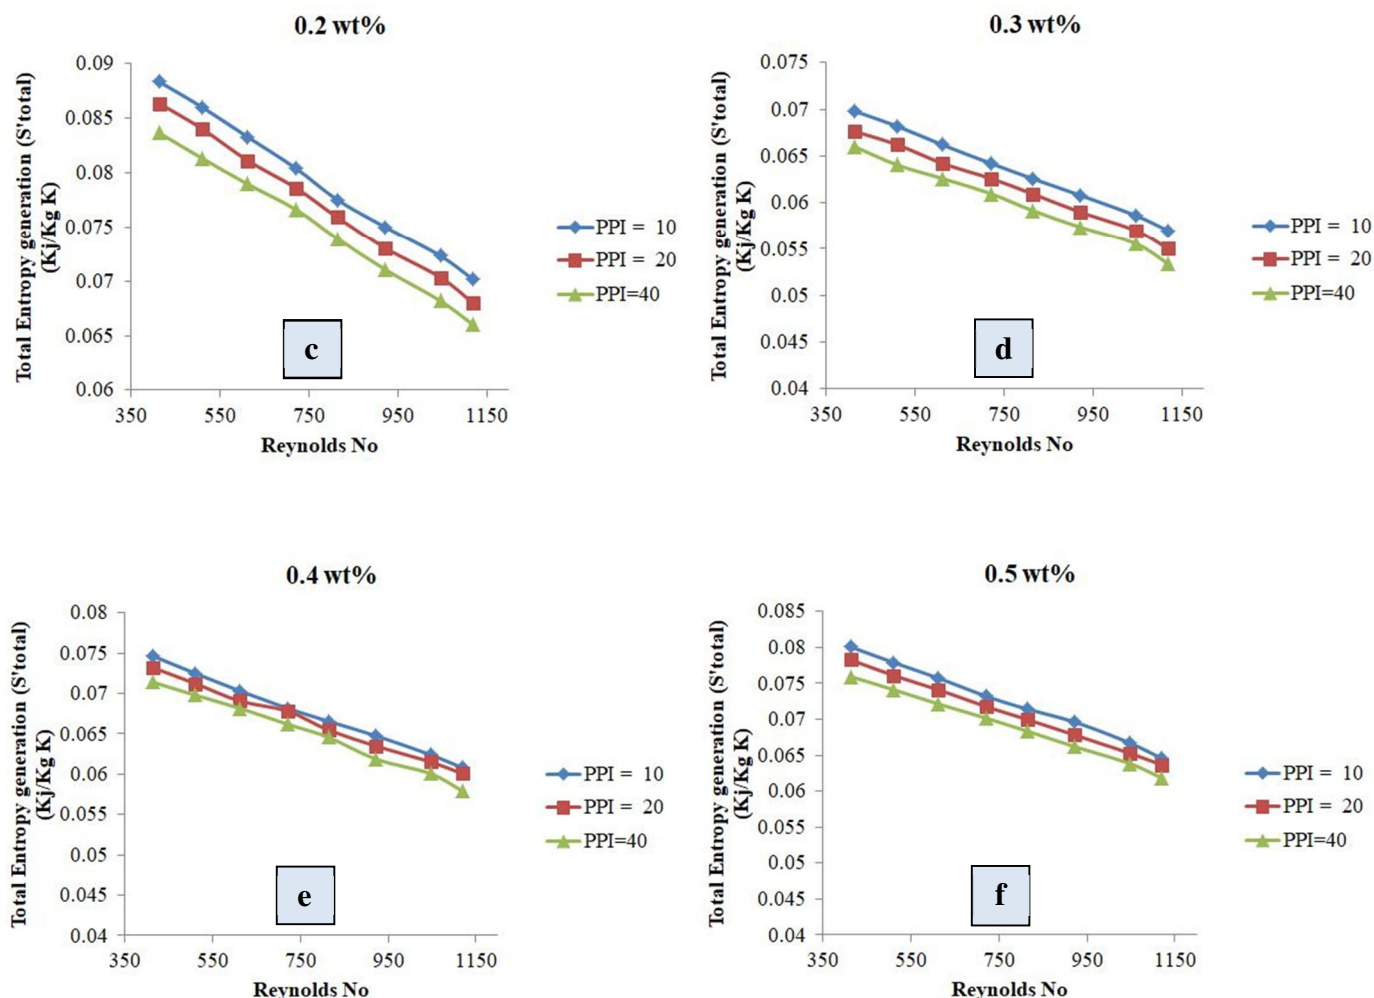 0.2 wt%
Total Entropy generation (S'total)
(Kj/Kg K)
0.09
0.085
0.08
0.075
0.07
0.065
0.06
350 550 750 950 1150
Reynolds No
PPI = 10
PPI = 20
PPI=40
c
0.3 wt%
Total Entropy generation (S'total)
(Kj/Kg K)
0.075
0.07
0.065
0.06
0.055
0.05
0.045
0.04
350 550 750 950 1150
Reynolds No
PPI = 10
PPI = 20
PPI=40
d
0.4 wt%
Total Entropy generation (S'total)
(Kj/Kg K)
0.08
0.075
0.07
0.065
0.06
0.055
0.05
0.045
0.04
350 550 750 950 1150
Reynolds No
PPI = 10
PPI = 20
PPI=40
e
0.5 wt%
Total Entropy generation (S'total)
(Kj/Kg K)
0.085
0.08
0.075
0.07
0.065
0.06
0.055
0.05
0.045
0.04
350 550 750 950 1150
Reynolds No
PPI = 10
PPI = 20
PPI=40
f